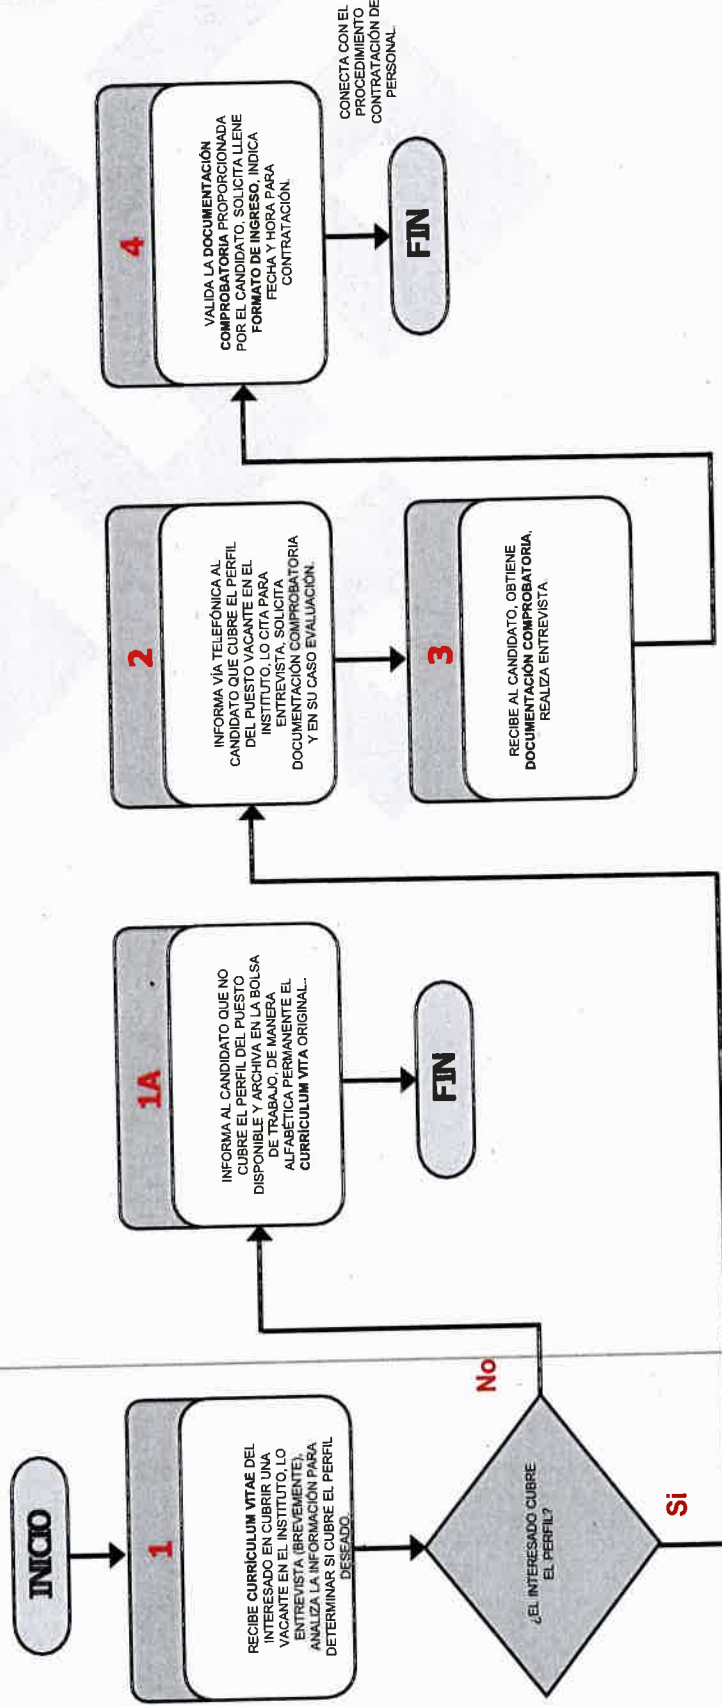 INICIO
1
RECIBE CURRÍCULUM VITAE DEL
INTERESADO EN CUBRIR UNA
VACANTE EN EL INSTITUTO, LO
ENTREVISTA (BREVEMENTE),
ANALIZA LA INFORMACIÓN PARA
DETERMINAR SI CUBRE EL PERFIL
DESEADO.
¿EL INTERESADO CUBRE
EL PERFIL?
No
Si
1A
INFORMA AL CANDIDATO QUE NO
CUBRE EL PERFIL DEL PUESTO
DISPONIBLE Y ARCHIVA EN LA BOLSA
DE TRABAJO, DE MANERA
ALFABÉTICA PERMANENTE EL
CURRÍCULUM VITA ORIGINAL..
FIN
2
INFORMA VÍA TELEFÓNICA AL
CANDIDATO QUE CUBRE EL PERFIL
DEL PUESTO VACANTE EN EL
INSTITUTO, LO CITA PARA
ENTREVISTA, SOLICITA
DOCUMENTACIÓN COMPROBATORIA
Y EN SU CASO EVALUACIÓN.
3
RECIBE AL CANDIDATO, OBTIENE
DOCUMENTACIÓN COMPROBATORIA,
REALIZA ENTREVISTA.
4
VALIDA LA DOCUMENTACIÓN
COMPROBATORIA PROPORCIONADA
POR EL CANDIDATO, SOLICITA LLENE
FORMATO DE INGRESO, INDICA
FECHA Y HORA PARA
CONTRATACIÓN.
FIN
CONECTA CON EL
PROCEDIMIENTO
CONTRATACIÓN DE
PERSONAL.